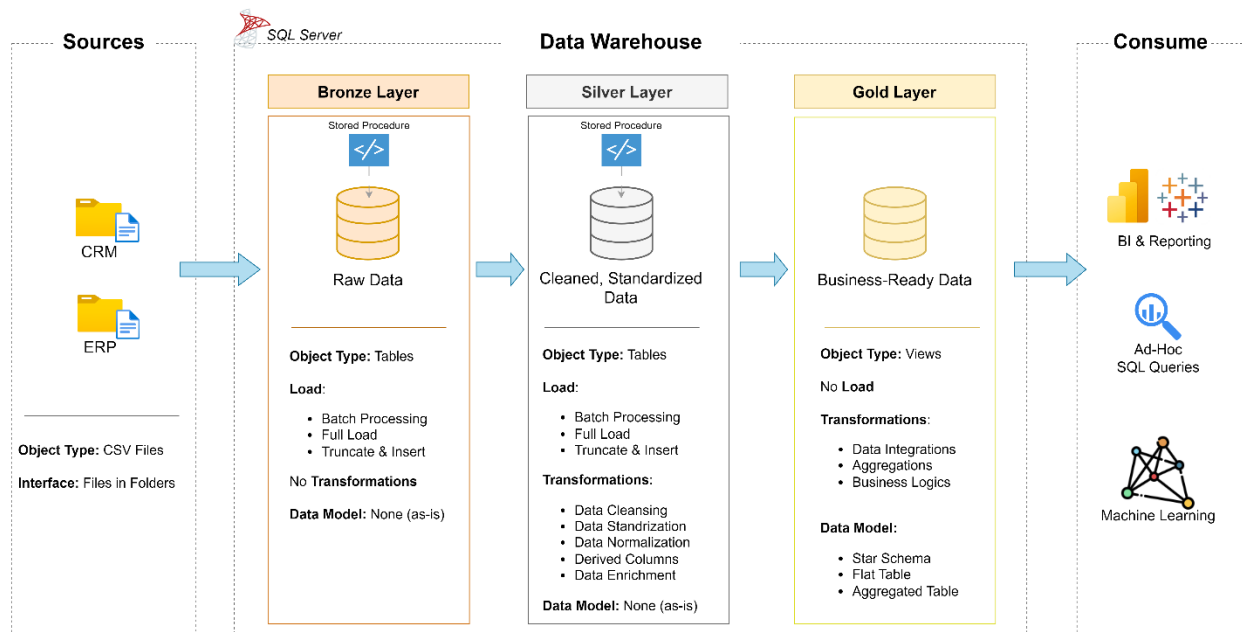 Sources
CRM
ERP
Object Type: CSV Files
Interface: Files in Folders
SQL Server
Data Warehouse
Bronze Layer
Stored Procedure
</>
Raw Data
Object Type: Tables
Load:
• Batch Processing
• Full Load
• Truncate & Insert
No Transformations
Data Model: None (as-is)
Silver Layer
Stored Procedure
</>
Cleaned, Standardized
Data
Object Type: Tables
Load:
• Batch Processing
• Full Load
• Truncate & Insert
Transformations:
• Data Cleansing
• Data Standrization
• Data Normalization
• Derived Columns
• Data Enrichment
Data Model: None (as-is)
Gold Layer
Business-Ready Data
Object Type: Views
No Load
Transformations:
• Data Integrations
• Aggregations
• Business Logics
Data Model:
• Star Schema
• Flat Table
• Aggregated Table
Consume
BI & Reporting
Ad-Hoc
SQL Queries
Machine Learning